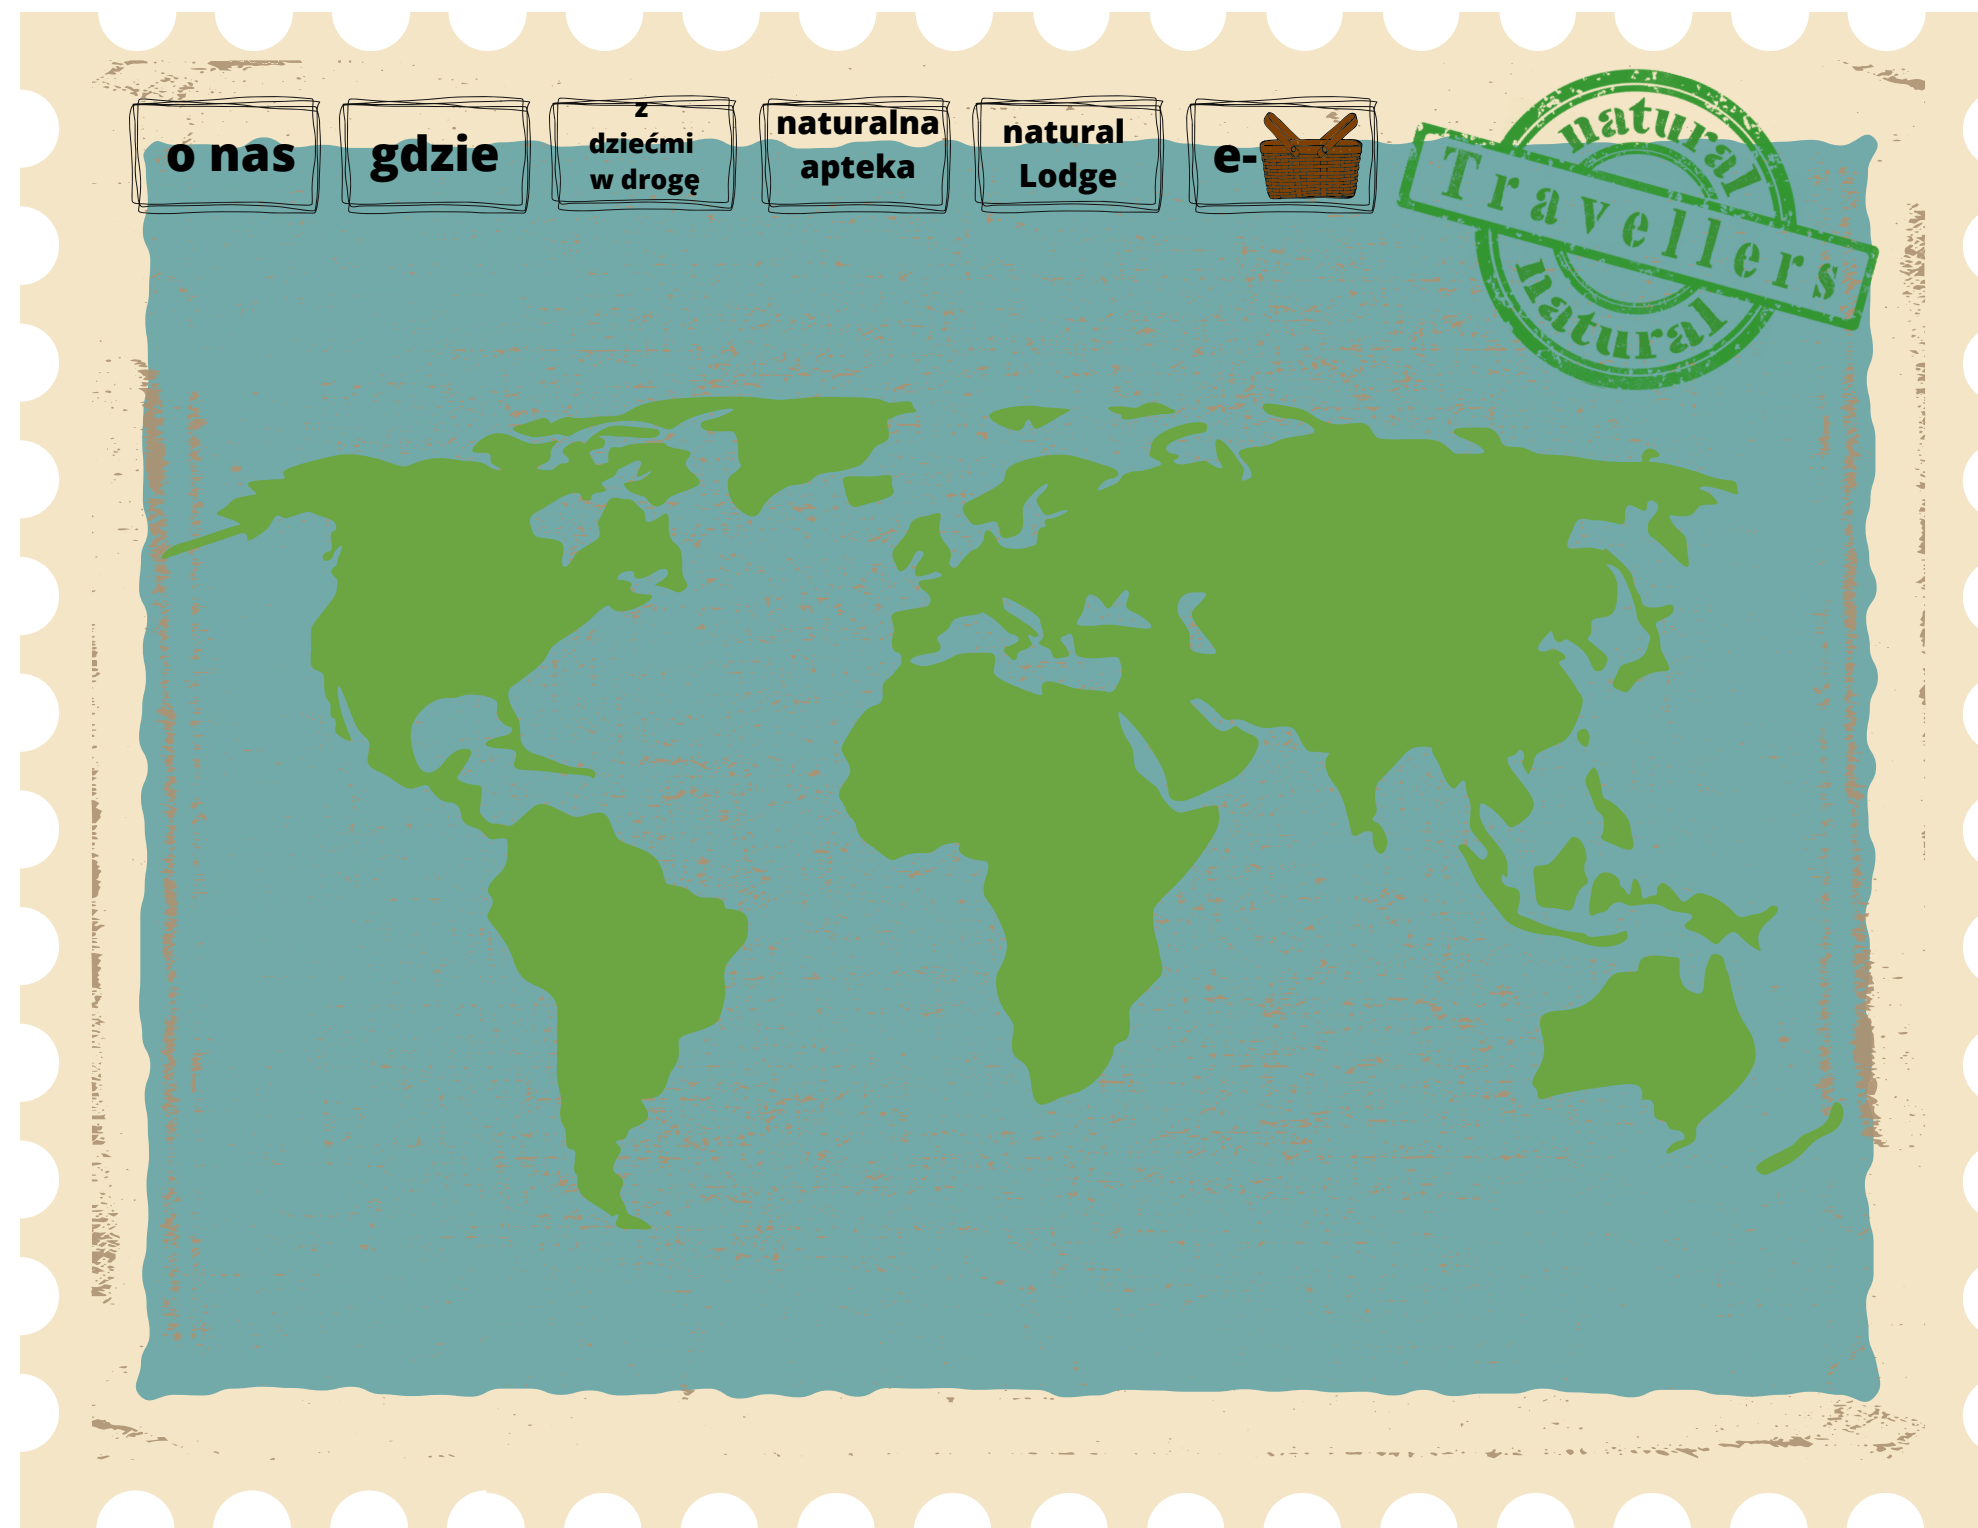 o nas
gdzie
z
dziećmi
w drogę
naturalna
apteka
natural
Lodge
e-
natural
Travellers
natural